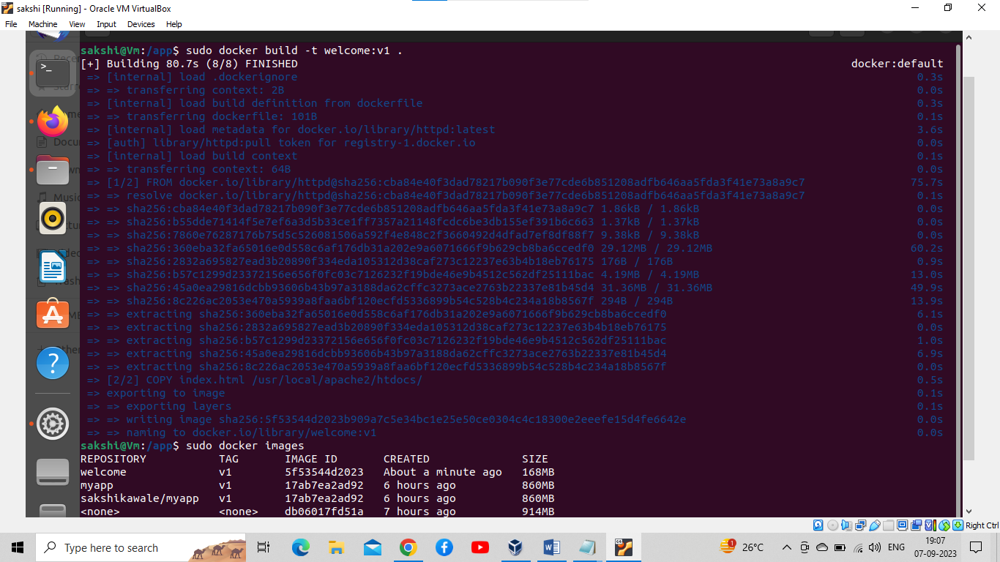 sakshi [Running] - Oracle VM VirtualBox
File Machine View Input Devices Help
sakshi@Vm:/app$ sudo docker build -t welcome:v1 .
[+] Building 80.7s (8/8) FINISHED docker:default
=> [internal] load .dockerignore 0.3s
=> => transferring context: 2B 0.0s
=> [internal] load build definition from dockerfile 0.3s
=> => transferring dockerfile: 101B 0.1s
=> [internal] load metadata for docker.io/library/httpd:latest 3.6s
=> [auth] library/httpd:pull token for registry-1.docker.io 0.0s
=> [internal] load build context 0.1s
=> => transferring context: 64B 0.0s
=> [1/2] FROM docker.io/library/httpd@sha256:cba84e40f3dad78217b090f3e77cde6b851208adfb646aa5fda3f41e73a8a9c7 75.7s
=> => resolve docker.io/library/httpd@sha256:cba84e40f3dad78217b090f3e77cde6b851208adfb646aa5fda3f41e73a8a9c7 0.1s
=> => sha256:cba84e40f3dad78217b090f3e77cde6b851208adfb646aa5fda3f41e73a8a9c7 1.86kB / 1.86kB 0.0s
=> => sha256:b55dde71414f5e7ef6a3d5b33ce1ff7357a21148fcdc6be3db155ef391b6c663 1.37kB / 1.37kB 0.0s
=> => sha256:7860e76287176b75d5c526081506a592f4e848c2f3660492d4dfad7ef8df88f7 9.38kB / 9.38kB 0.0s
=> => sha256:360eba32fa65016e0d558c6af176db31a202e9a6071666f9b629cb8ba6ccedf0 29.12MB / 29.12MB 60.2s
=> => sha256:2832a695827ead3b20890f334eda105312d38caf273c12237e63b4b18eb76175 176B / 176B 0.9s
=> => sha256:b57c1299d23372156e656f0fc03c7126232f19bde46e9b4512c562df25111bac 4.19MB / 4.19MB 13.0s
=> => sha256:45a0ea29816dcbb93606b43b97a3188da62cffc3273ace2763b22337e81b45d4 31.36MB / 31.36MB 49.9s
=> => sha256:8c226ac2053e470a5939a8faa6bf120ecfd5336899b54c528b4c234a18b8567f 294B / 294B 13.9s
=> => extracting sha256:360eba32fa65016e0d558c6af176db31a202e9a6071666f9b629cb8ba6ccedf0 6.1s
=> => extracting sha256:2832a695827ead3b20890f334eda105312d38caf273c12237e63b4b18eb76175 0.0s
=> => extracting sha256:b57c1299d23372156e656f0fc03c7126232f19bde46e9b4512c562df25111bac 1.0s
=> => extracting sha256:45a0ea29816dcbb93606b43b97a3188da62cffc3273ace2763b22337e81b45d4 6.9s
=> => extracting sha256:8c226ac2053e470a5939a8faa6bf120ecfd5336899b54c528b4c234a18b8567f 0.0s
=> [2/2] COPY index.html /usr/local/apache2/htdocs/ 0.5s
=> exporting to image 0.1s
=> => exporting layers 0.1s
=> => writing image sha256:5f53544d2023b909a7c5e34bc1e25e50ce0304c4c18300e2eeefe15d4fe6642e 0.0s
=> => naming to docker.io/library/welcome:v1 0.0s
sakshi@Vm:/app$ sudo docker images
REPOSITORY TAG IMAGE ID CREATED SIZE
welcome v1 5f53544d2023 About a minute ago 168MB
myapp v1 17ab7ea2ad92 6 hours ago 860MB
sakshikawale/myapp v1 17ab7ea2ad92 6 hours ago 860MB
<none> <none> db06017fd51a 7 hours ago 914MB
Right Ctrl
Type here to search
26°C
ENG
19:07
07-09-2023